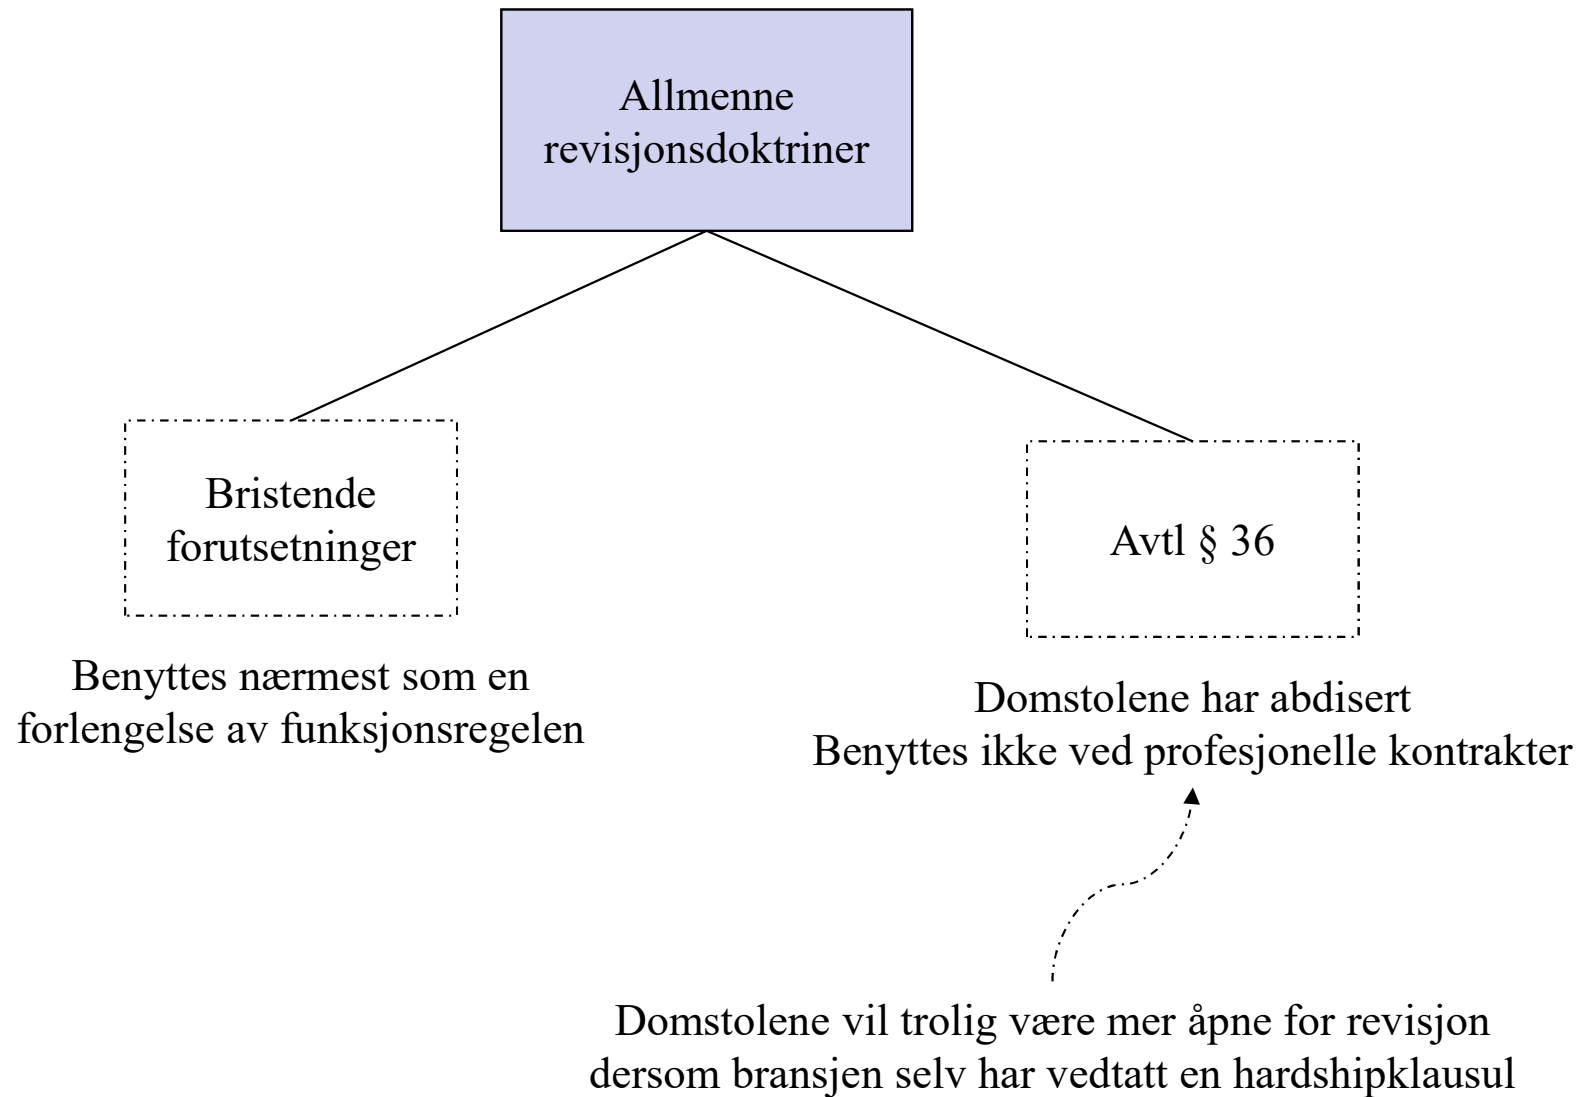 Allmenne
revisjonsdoktriner
Bristende
forutsetninger
Avtl § 36
Benyttes nærmest som en
forlengelse av funksjonsregelen
Domstolene har abdisert
Benyttes ikke ved profesjonelle kontrakter
Domstolene vil trolig være mer åpne for revisjon
dersom bransjen selv har vedtatt en hardshipklausul